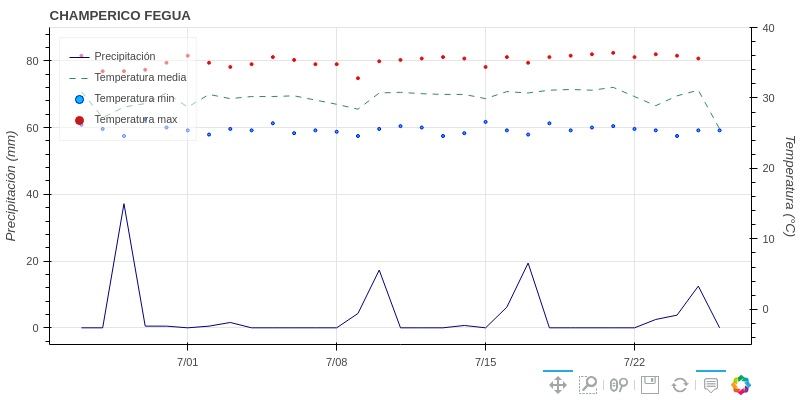 CHAMPERICO FEGUA
Precipitación
Temperatura media
Temperatura min
Temperatura max
Precipitación (mm)
80
60
40
20
0
Temperatura (°C)
40
30
20
10
0
7/01
7/08
7/15
7/22